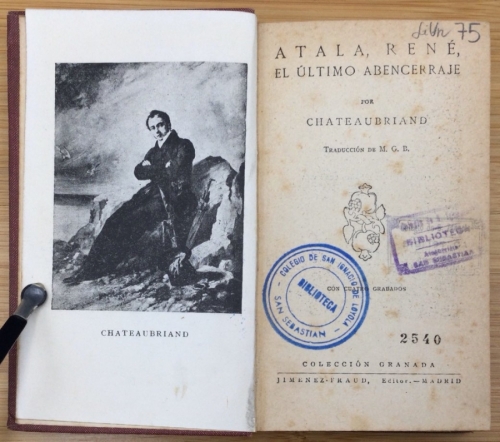 CHATEAUBRIAND
75
ATALA, RENÉ,
EL ÚLTIMO ABENCERRAJE
POR
CHATEAUBRIAND
TRADUCCIÓN DE M. G. B.
BIBLIOTECA
SAN SEBASTIAN
COLEGIO DE SAN IGNACIO DE LOYOLA
BIBLIOTECA
SAN SEBASTIAN
CON CUATRO GRABADOS
2540
COLECCIÓN GRANADA
JIMENEZ-FRAUD, Editor.—MADRID